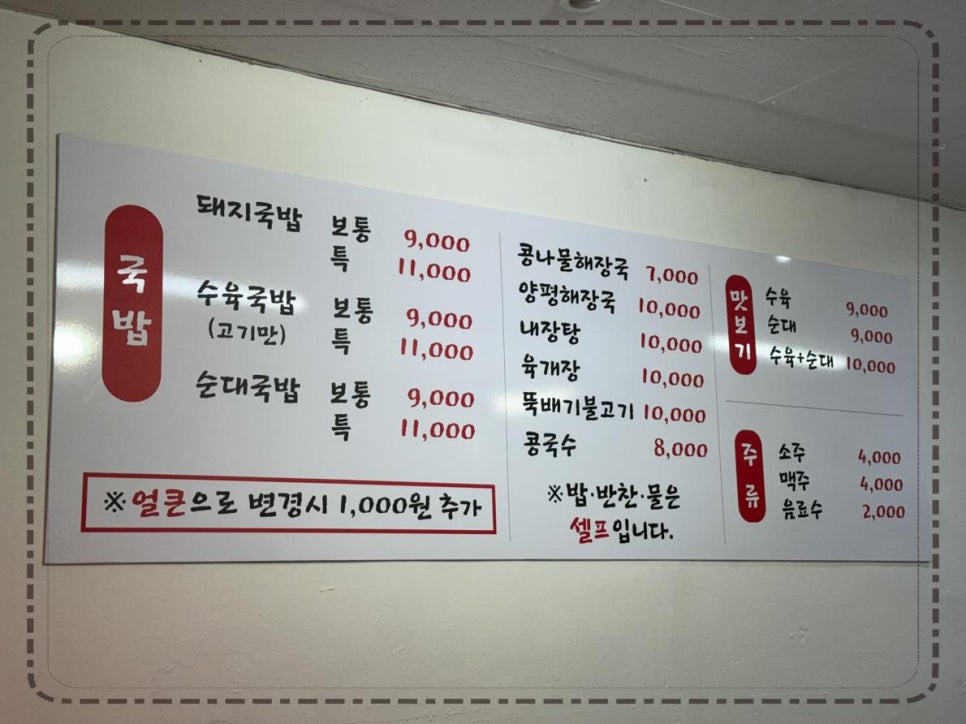 국밥
돼지국밥 보통 9,000
특 11,000
수육국밥 보통 9,000
(고기만) 특 11,000
순대국밥 보통 9,000
특 11,000
※얼큰으로 변경시 1,000원 추가
콩나물해장국 7,000
양평해장국 10,000
내장탕 10,000
육개장 10,000
뚝배기불고기 10,000
콩국수 8,000
※밥·반찬·물은
셀프입니다.
맛보기
수육 9,000
순대 9,000
수육+순대 10,000
주류
소주 4,000
맥주 4,000
음료수 2,000